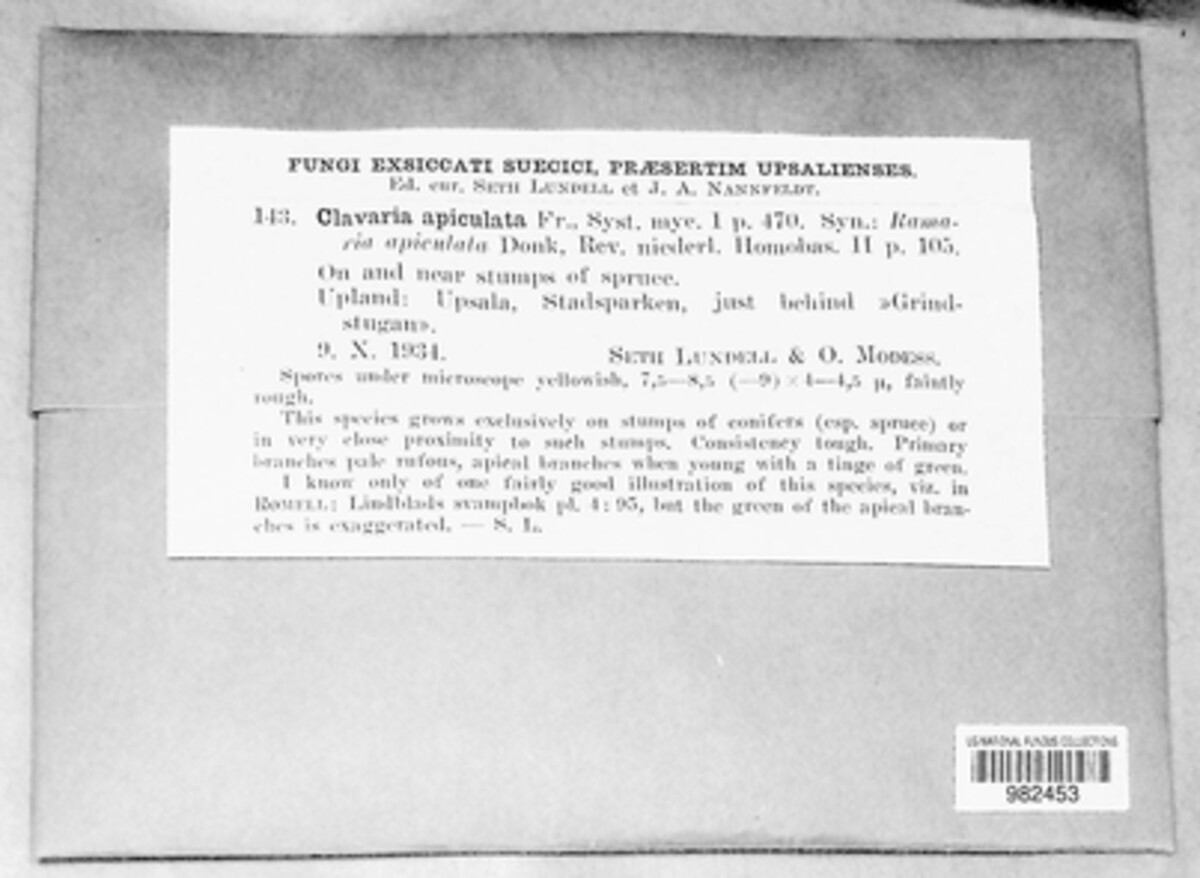 FUNGI EXSICCATI SUECICI, PRÆSERTIM UPSALIENSES.
Ed. cur. SETH LUNDELL et J. A. NANNFELDT.
143. Clavaria apiculata Fr., Syst. myc. I p. 470. Syn.: Rama-
ria apiculata Donk, Rev. niederl. Homobas. II p. 105.
On and near stumps of spruce.
Upland: Upsala, Stadsparken, just behind »Grind-
stugan».
9. X. 1934. SETH LUNDELL & O. MODESS.
Spores under microscope yellowish, 7,5—8,5 (—9) × 4—4,5 µ, faintly
rough.
This species grows exclusively on stumps of conifers (esp. spruce) or
in very close proximity to such stumps. Consistency tough. Primary
branches pale rufous, apical branches when young with a tinge of green.
I know only of one fairly good illustration of this species, viz. in
ROMELL: Lindblads svampbok pl. 4: 95, but the green of the apical bran-
ches is exaggerated. — S. L.
US NATIONAL FUNGUS COLLECTIONS
982453